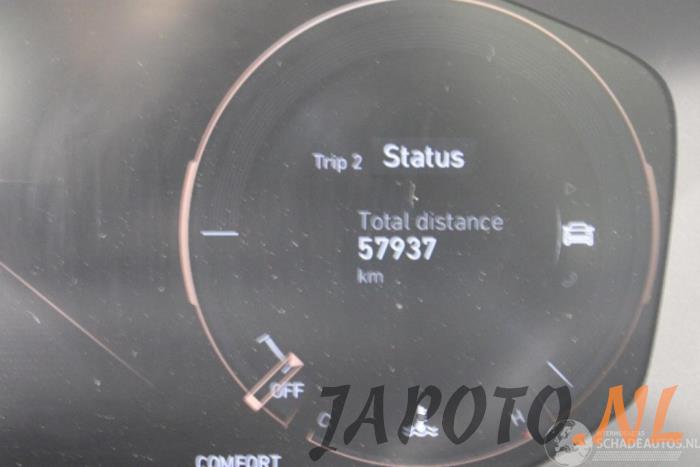 Trip 2 Status
Total distance
57937
km
OFF
C H
COMFORT
JAPOTO.NL
SCHADEAUTOS.NL